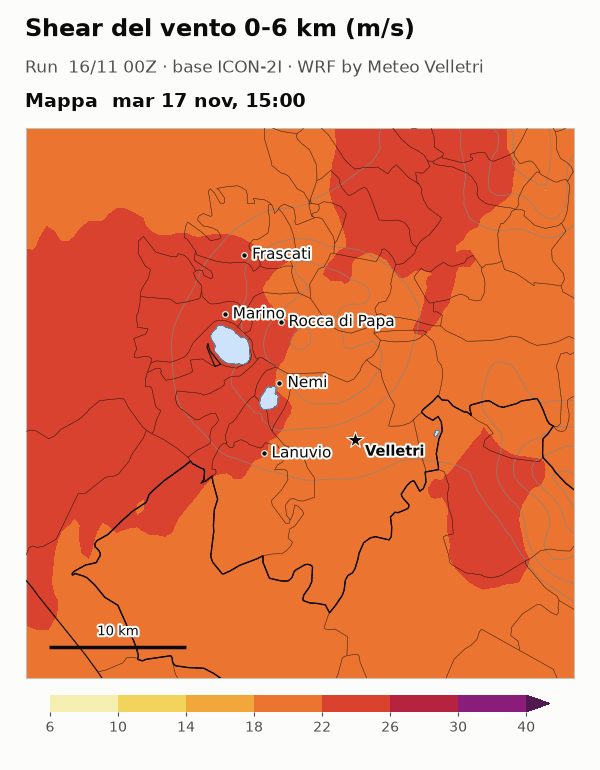 Shear del vento 0-6 km (m/s)
Run  16/11 00Z · base ICON-2I · WRF by Meteo Velletri
Mappa  mar 17 nov, 15:00
Frascati
Marino
Rocca di Papa
Nemi
Velletri
Lanuvio
10 km
6 10 14 18 22 26 30 40